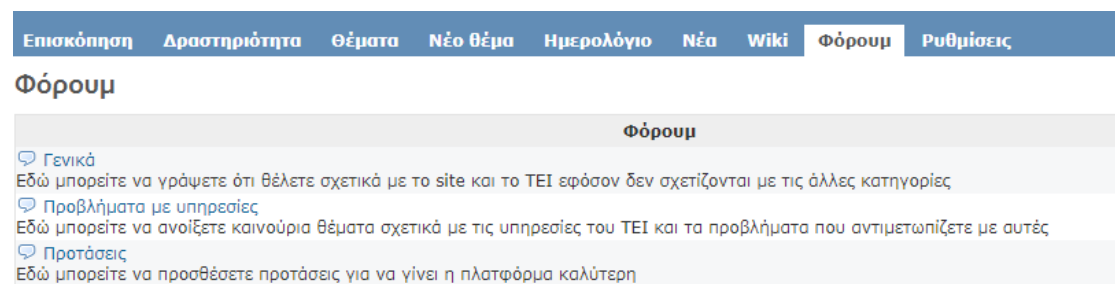 Επισκόπηση Δραστηριότητα Θέματα Νέο θέμα Ημερολόγιο Νέα Wiki Φόρουμ Ρυθμίσεις
Φόρουμ
Φόρουμ
Γενικά
Εδώ μπορείτε να γράψετε ότι θέλετε σχετικά με το site και το ΤΕΙ εφόσον δεν σχετίζονται με τις άλλες κατηγορίες
Προβλήματα με υπηρεσίες
Εδώ μπορείτε να ανοίξετε καινούρια θέματα σχετικά με τις υπηρεσίες του ΤΕΙ και τα προβλήματα που αντιμετωπίζετε με αυτές
Προτάσεις
Εδώ μπορείτε να προσθέσετε προτάσεις για να γίνει η πλατφόρμα καλύτερη